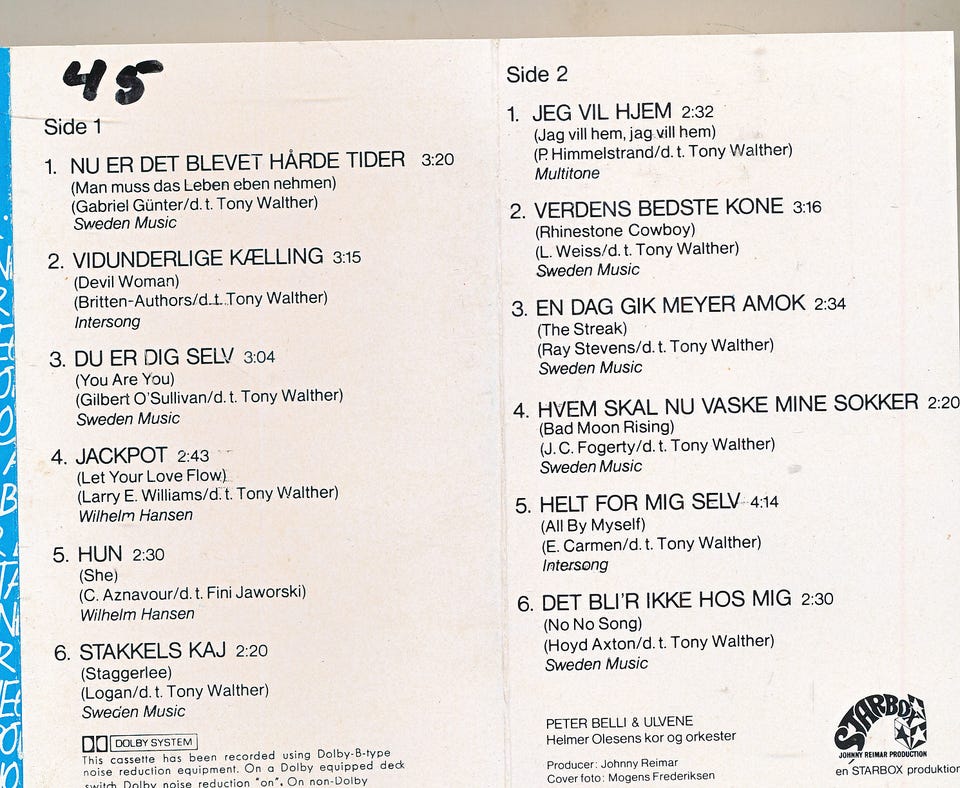 45
Side 1
1. NU ER DET BLEVET HÅRDE TIDER 3:20
(Man muss das Leben eben nehmen)
(Gabriel Günter/d. t. Tony Walther)
Sweden Music
2. VIDUNDERLIGE KÆLLING 3:15
(Devil Woman)
(Britten-Authors/d.t. Tony Walther)
Intersong
3. DU ER DIG SELV 3:04
(You Are You)
(Gilbert O'Sullivan/d. t. Tony Walther)
Sweden Music
4. JACKPOT 2:43
(Let Your Love Flow)
(Larry E. Williams/d. t. Tony Walther)
Wilhelm Hansen
5. HUN 2:30
(She)
(C. Aznavour/d. t. Fini Jaworski)
Wilhelm Hansen
6. STAKKELS KAJ 2:20
(Staggerlee)
(Logan/d. t. Tony Walther)
Sweden Music
DOLBY SYSTEM
This cassette has been recorded using Dolby-B-type
noise reduction equipment. On a Dolby equipped deck
switch Dolby noise reduction "on". On non-Dolby
Side 2
1. JEG VIL HJEM 2:32
(Jag vill hem, jag vill hem)
(P. Himmelstrand/d. t. Tony Walther)
Multitone
2. VERDENS BEDSTE KONE 3:16
(Rhinestone Cowboy)
(L. Weiss/d. t. Tony Walther)
Sweden Music
3. EN DAG GIK MEYER AMOK 2:34
(The Streak)
(Ray Stevens/d. t. Tony Walther)
Sweden Music
4. HVEM SKAL NU VASKE MINE SOKKER 2:20
(Bad Moon Rising)
(J. C. Fogerty/d. t. Tony Walther)
Sweden Music
5. HELT FOR MIG SELV 4:14
(All By Myself)
(E. Carmen/d. t. Tony Walther)
Intersong
6. DET BLI'R IKKE HOS MIG 2:30
(No No Song)
(Hoyd Axton/d. t. Tony Walther)
Sweden Music
PETER BELLI & ULVENE
Helmer Olesens kor og orkester
Producer: Johnny Reimar
Cover foto: Mogens Frederiksen
STARBOX
JOHNNY REIMAR PRODUCTION
en STARBOX produktion